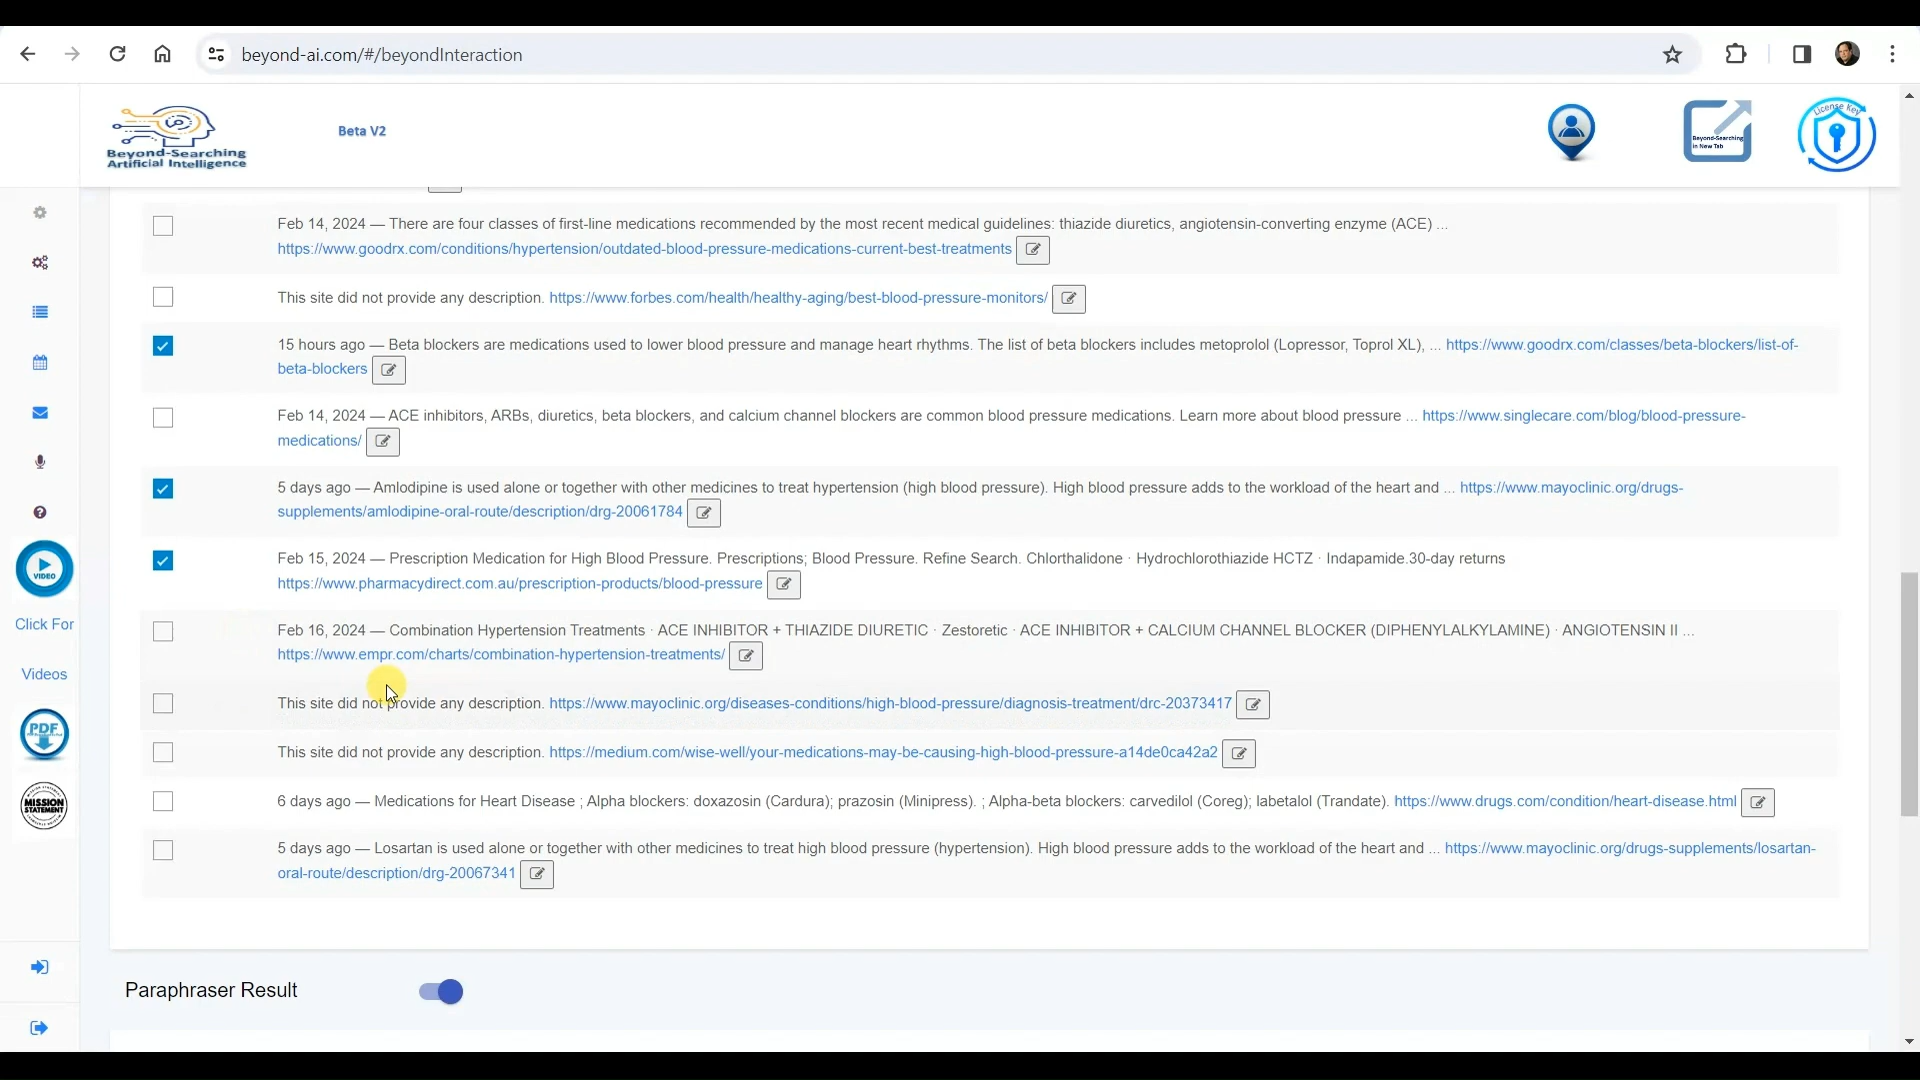 beyond-ai.com/#/beyondInteraction
Beyond-Searching
Artificial Intelligence
Beta V2
Beyond-Searching
in New Tab
License Key
Feb 14, 2024 — There are four classes of first-line medications recommended by the most recent medical guidelines: thiazide diuretics, angiotensin-converting enzyme (ACE) ...
https://www.goodrx.com/conditions/hypertension/outdated-blood-pressure-medications-current-best-treatments
This site did not provide any description. https://www.forbes.com/health/healthy-aging/best-blood-pressure-monitors/
15 hours ago — Beta blockers are medications used to lower blood pressure and manage heart rhythms. The list of beta blockers includes metoprolol (Lopressor, Toprol XL), ... https://www.goodrx.com/classes/beta-blockers/list-of-
beta-blockers
Feb 14, 2024 — ACE inhibitors, ARBs, diuretics, beta blockers, and calcium channel blockers are common blood pressure medications. Learn more about blood pressure ... https://www.singlecare.com/blog/blood-pressure-
medications/
5 days ago — Amlodipine is used alone or together with other medicines to treat hypertension (high blood pressure). High blood pressure adds to the workload of the heart and ... https://www.mayoclinic.org/drugs-
supplements/amlodipine-oral-route/description/drg-20061784
Feb 15, 2024 — Prescription Medication for High Blood Pressure. Prescriptions; Blood Pressure. Refine Search. Chlorthalidone · Hydrochlorothiazide HCTZ · Indapamide.30-day returns
https://www.pharmacydirect.com.au/prescription-products/blood-pressure
Feb 16, 2024 — Combination Hypertension Treatments · ACE INHIBITOR + THIAZIDE DIURETIC · Zestoretic · ACE INHIBITOR + CALCIUM CHANNEL BLOCKER (DIPHENYLALKYLAMINE) · ANGIOTENSIN II ...
https://www.empr.com/charts/combination-hypertension-treatments/
This site did not provide any description. https://www.mayoclinic.org/diseases-conditions/high-blood-pressure/diagnosis-treatment/drc-20373417
This site did not provide any description. https://medium.com/wise-well/your-medications-may-be-causing-high-blood-pressure-a14de0ca42a2
6 days ago — Medications for Heart Disease ; Alpha blockers: doxazosin (Cardura); prazosin (Minipress). ; Alpha-beta blockers: carvedilol (Coreg); labetalol (Trandate). https://www.drugs.com/condition/heart-disease.html
5 days ago — Losartan is used alone or together with other medicines to treat high blood pressure (hypertension). High blood pressure adds to the workload of the heart and ... https://www.mayoclinic.org/drugs-supplements/losartan-
oral-route/description/drg-20067341
VIDEO
Click For
Videos
PDF
MISSION
STATEMENT
Paraphraser Result